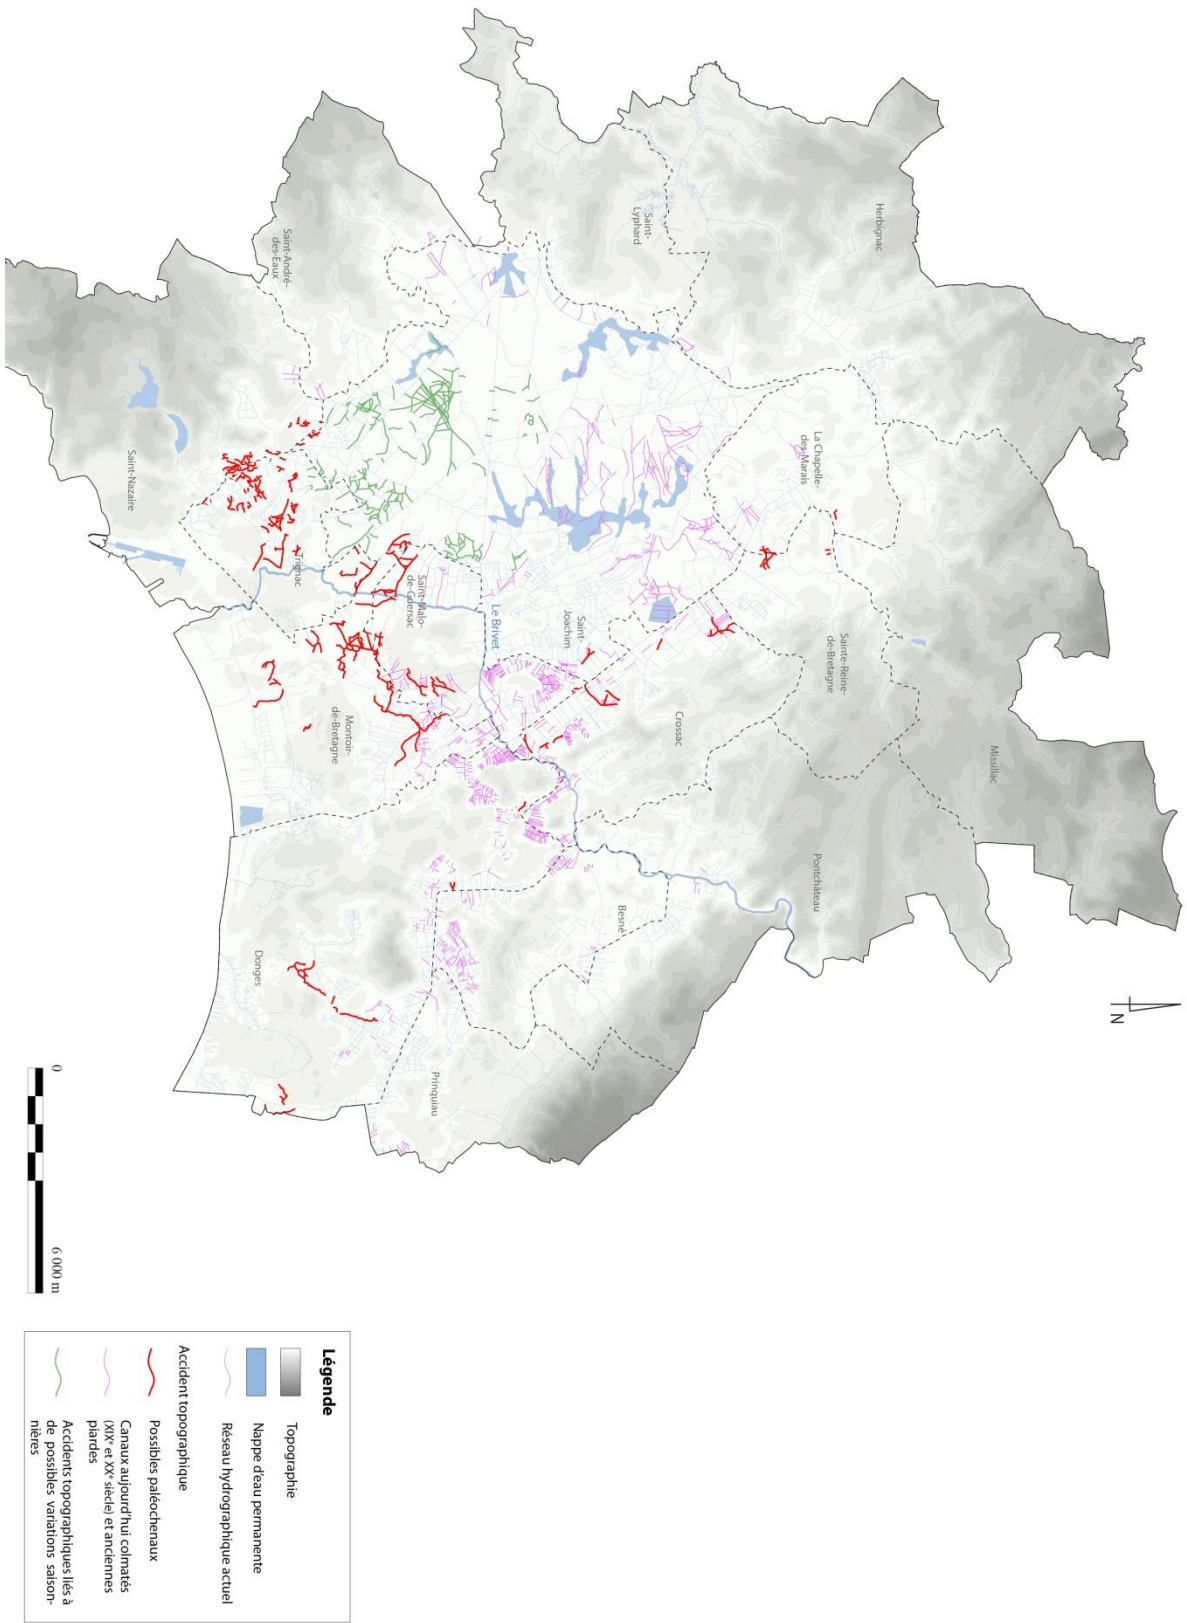 Herbignac
Missillac
Sainte-Reine-
de-Bretagne
La Chapelle-
des-Marais
Pontchâteau
Crossac
Saint-
Lyphard
Besné
Saint-
Joachim
Le Brivet
Prinquiau
Saint-Malo-
de-Guersac
Montoir-
de-Bretagne
Saint-André-
des-Eaux
Trignac
Donges
Saint-Nazaire
N
0
6 000 m
Légende
Topographie
Nappe d'eau permanente
Réseau hydrographique actuel
Accident topographique
Possibles paléochenaux
Canaux aujourd'hui colmatés
(XIXe et XXe siècle) et anciennes
piardes
Accidents topographiques liés à
de possibles variations saison-
nières